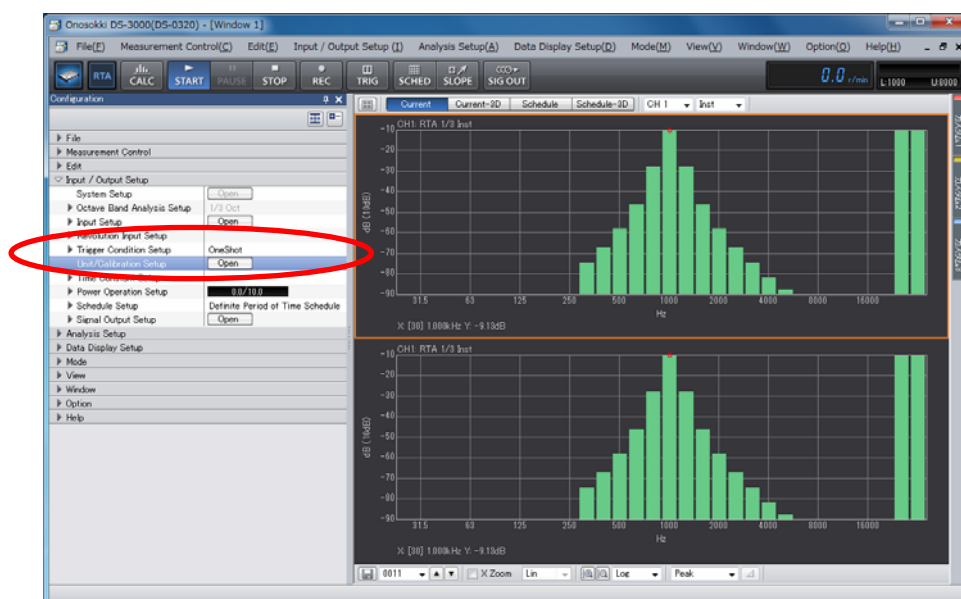 Onosokki DS-3000(DS-0320) - [Window 1]
File(F) Measurement Control(C) Edit(E) Input / Output Setup (I) Analysis Setup(A) Data Display Setup(D) Mode(M) View(V) Window(W) Option(O) Help(H)
RTA CALC START PAUSE STOP REC TRIG SCHED SLOPE SIG OUT 0.0 r/min L:1000 U:8000
Configuration
Current Current-3D Schedule Schedule-3D CH 1 Inst
File
Measurement Control
Edit
Input / Output Setup
System Setup Open
Octave Band Analysis Setup 1/3 Oct
Input Setup Open
Revolution Input Setup
Trigger Condition Setup OneShot
Unit/Calibration Setup Open
Time Constant Setup
Power Operation Setup 0.0/10.0
Schedule Setup Definite Period of Time Schedule
Signal Output Setup Open
Analysis Setup
Data Display Setup
Mode
View
Window
Option
Help
CH1: RTA 1/3 Inst
-10
-20
-30
-40
-50
-60
-70
-80
-90
dB (10dB)
31.5 63 125 250 500 1000 2000 4000 8000 16000
Hz
X: [30] 1.000kHz Y: -9.13dB
CH1: RTA 1/3 Inst
-10
-20
-30
-40
-50
-60
-70
-80
-90
dB (10dB)
31.5 63 125 250 500 1000 2000 4000 8000 16000
Hz
X: [30] 1.000kHz Y: -9.13dB
0011 X Zoom Lin Log Peak